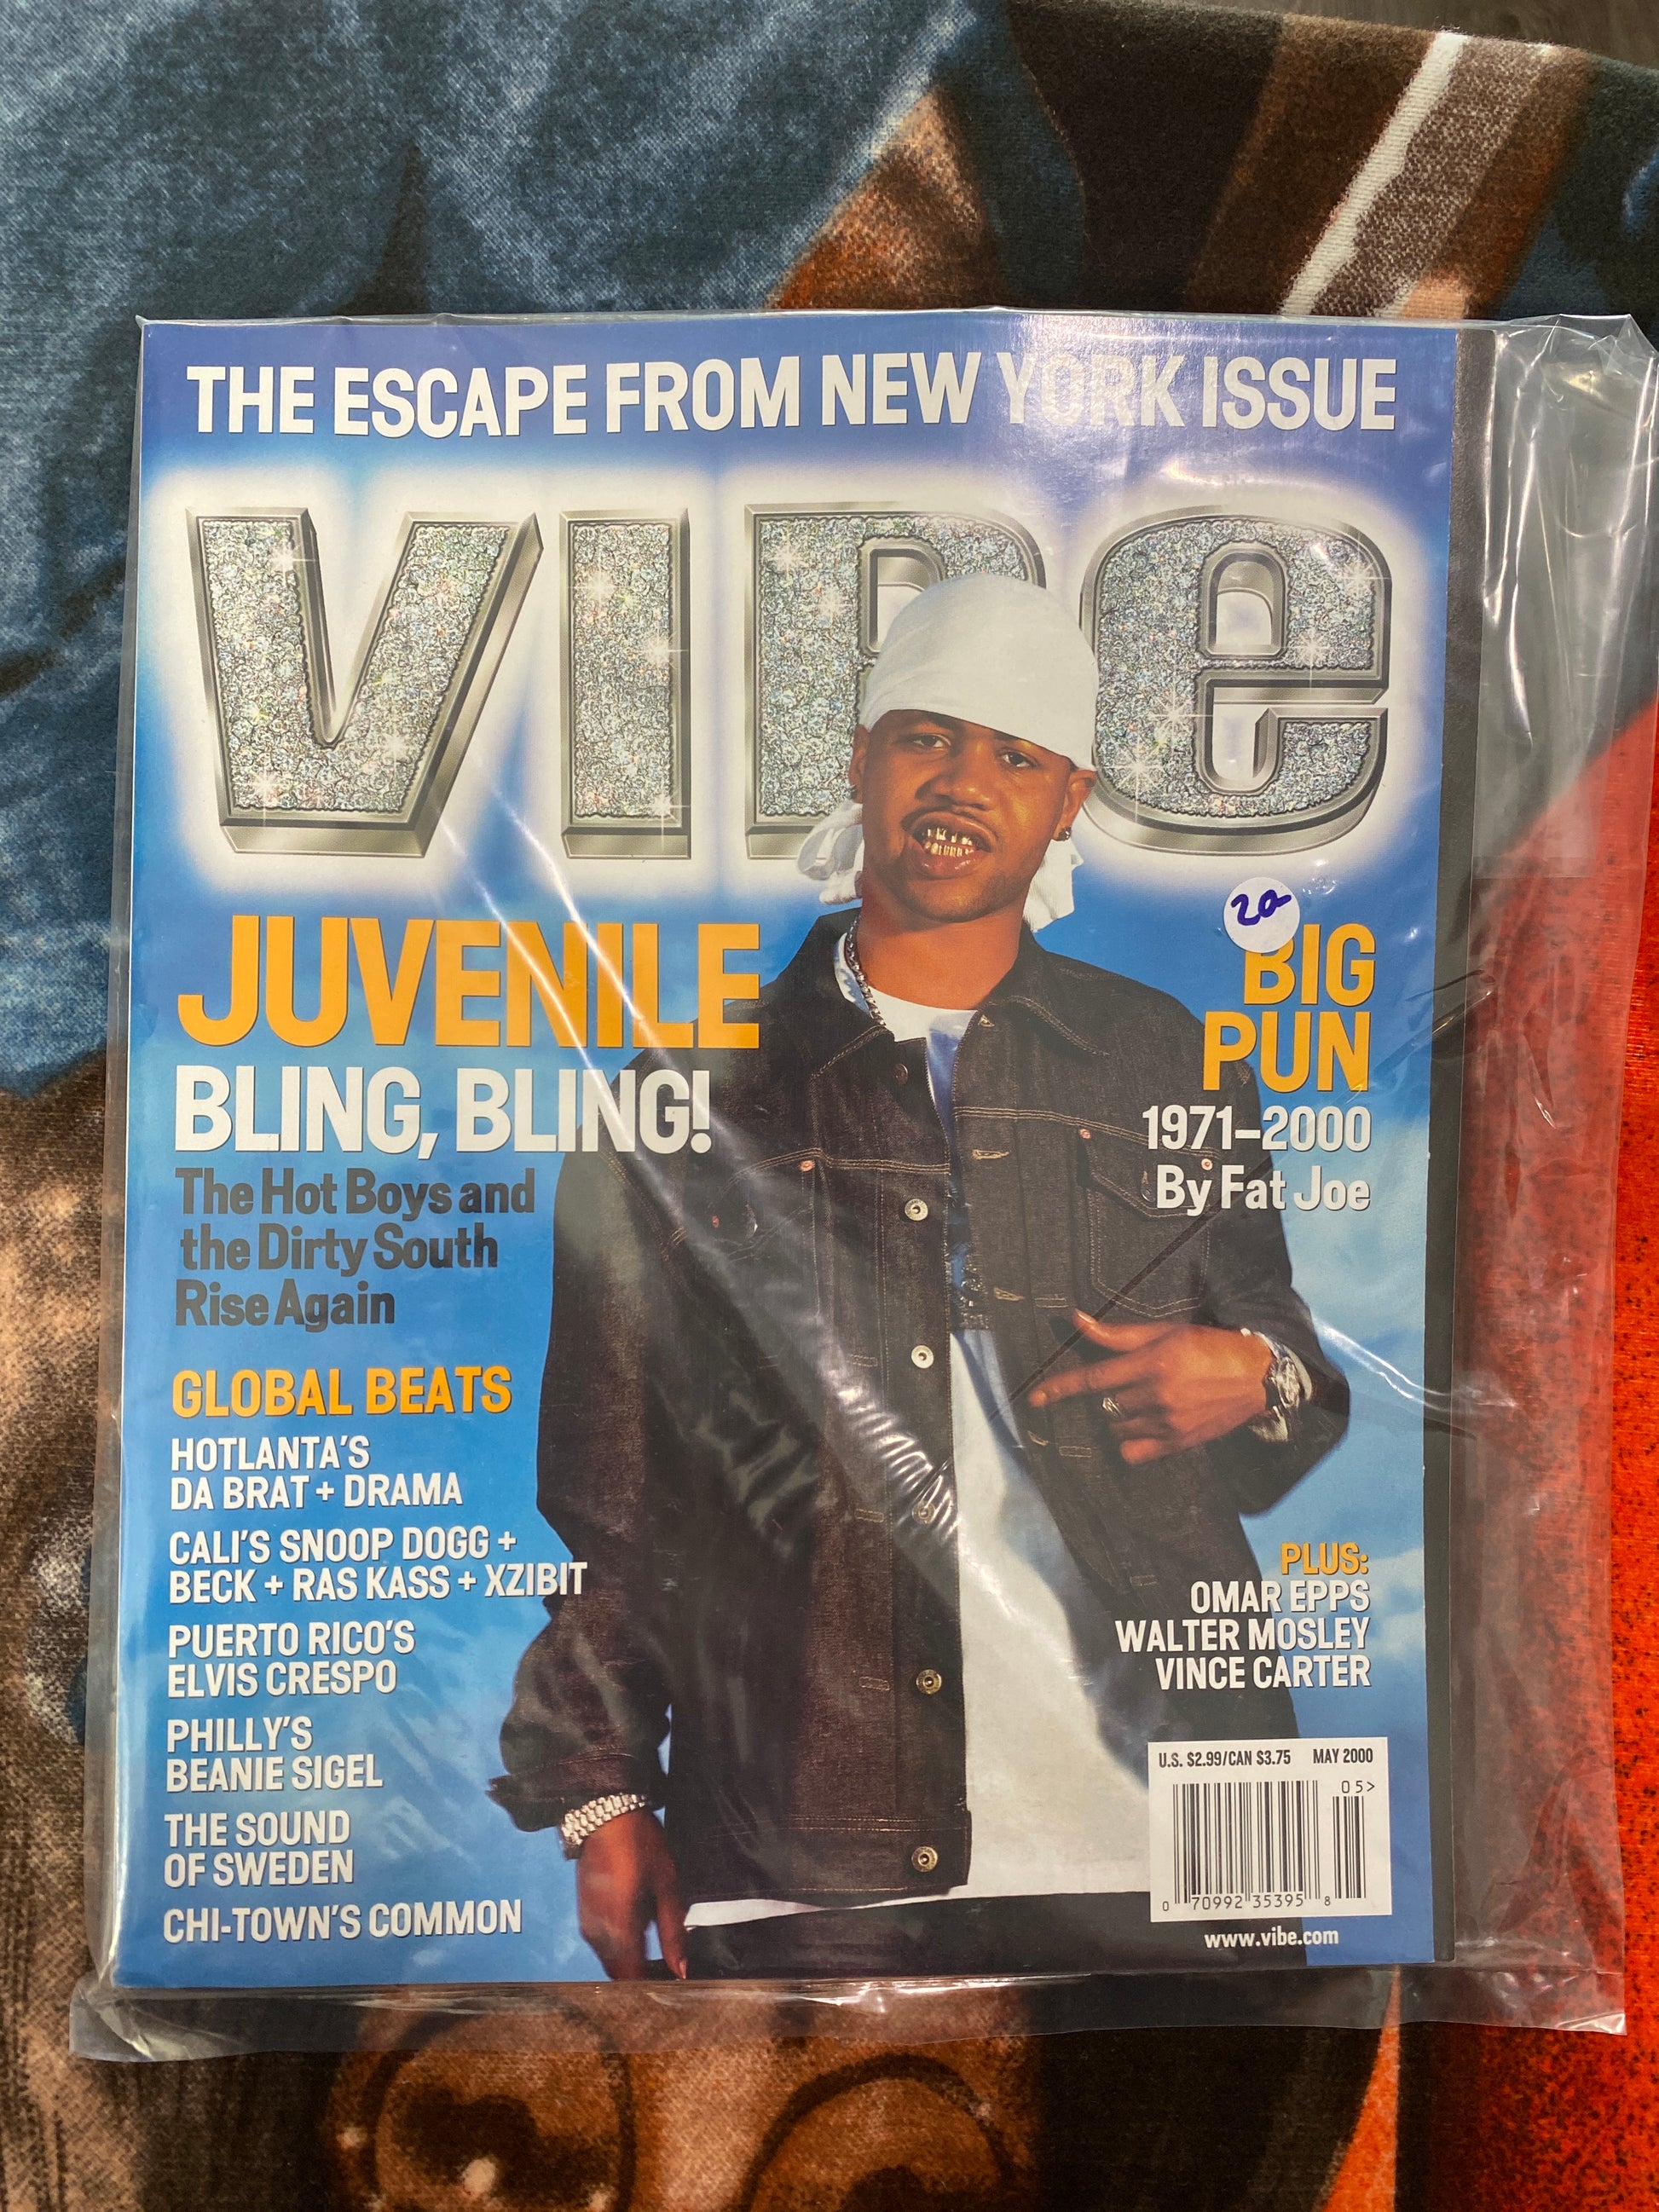 THE ESCAPE FROM NEW YORK ISSUE
VIBe
JUVENILE
BLING, BLING!
The Hot Boys and
the Dirty South
Rise Again
GLOBAL BEATS
HOTLANTA'S
DA BRAT + DRAMA
CALI'S SNOOP DOGG +
BECK + RAS KASS + XZIBIT
PUERTO RICO'S
ELVIS CRESPO
PHILLY'S
BEANIE SIGEL
THE SOUND
OF SWEDEN
CHI-TOWN'S COMMON
BIG
PUN
1971–2000
By Fat Joe
PLUS:
OMAR EPPS
WALTER MOSLEY
VINCE CARTER
U.S. $2.99/CAN $3.75 MAY 2000
05>
0 70992 35395 8
www.vibe.com